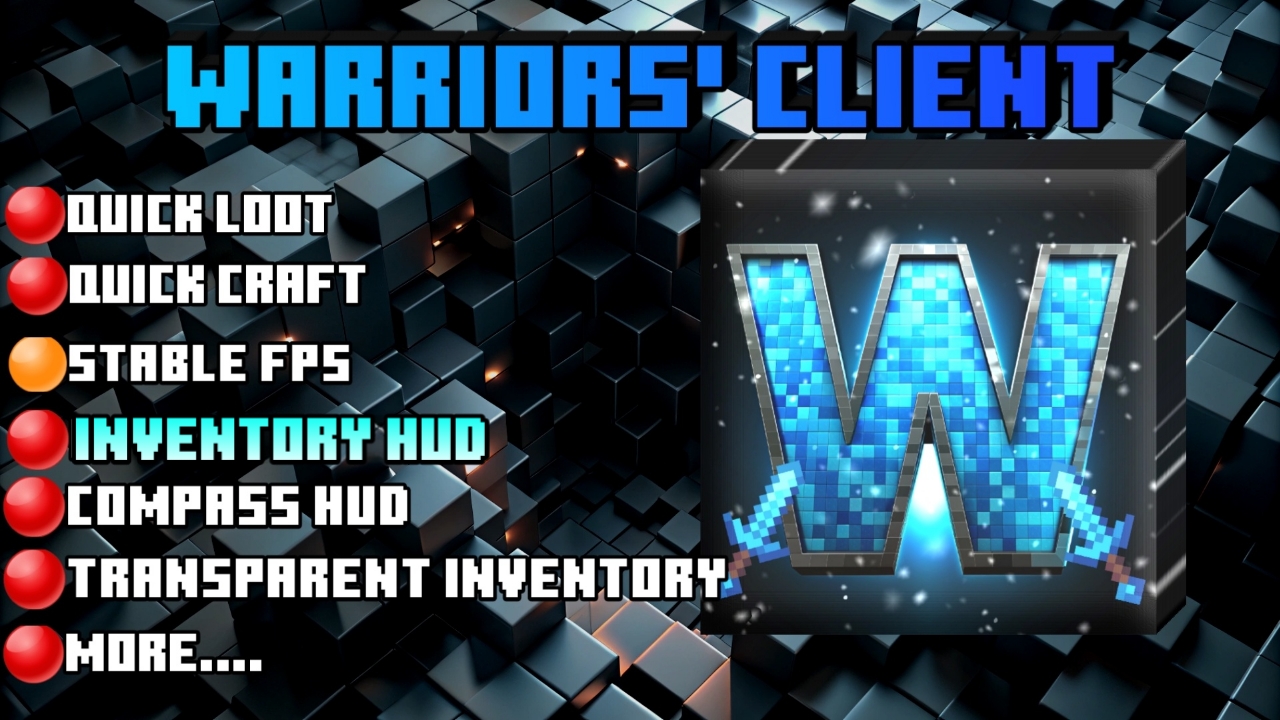 WARRIORS' CLIENT
QUICK LOOT
QUICK CRAFT
STABLE FPS
INVENTORY HUD
COMPASS HUD
TRANSPARENT INVENTORY
MORE....
W